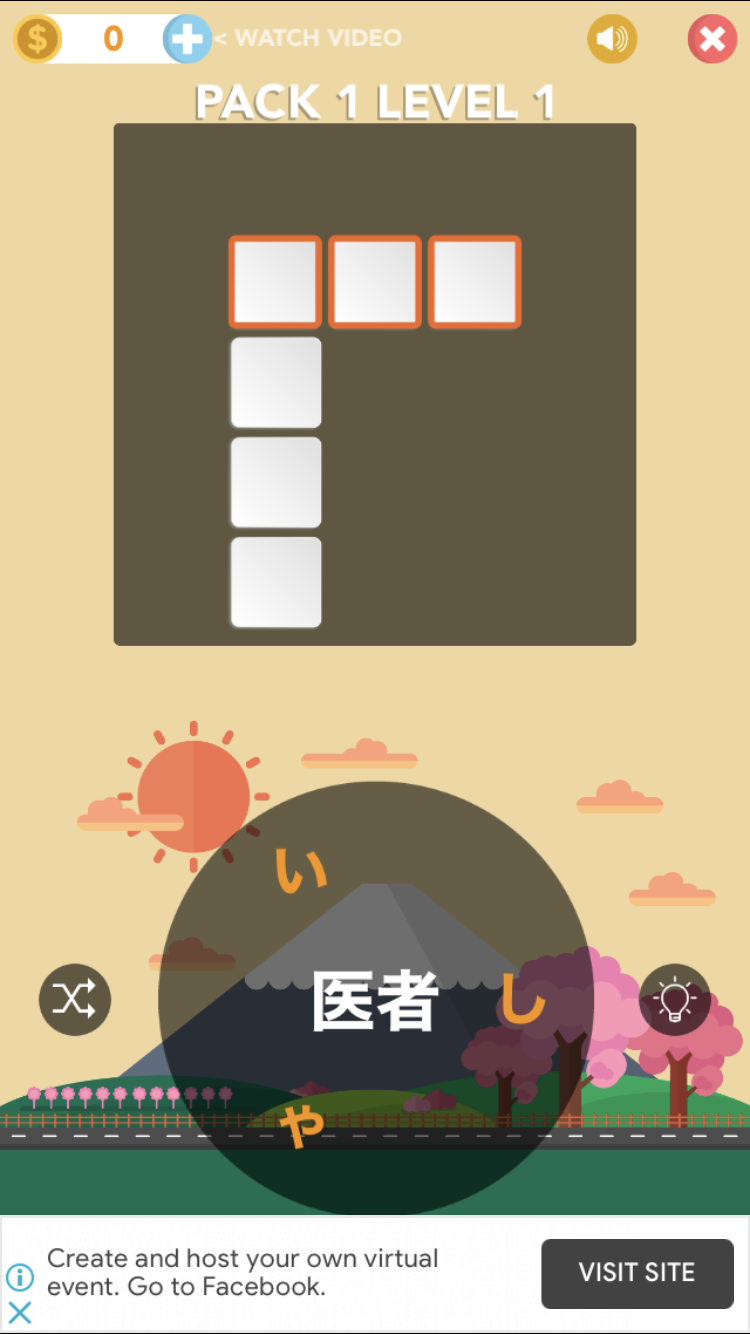 0
< WATCH VIDEO
PACK 1 LEVEL 1
い
医者
し
や
Create and host your own virtual
event. Go to Facebook.
VISIT SITE